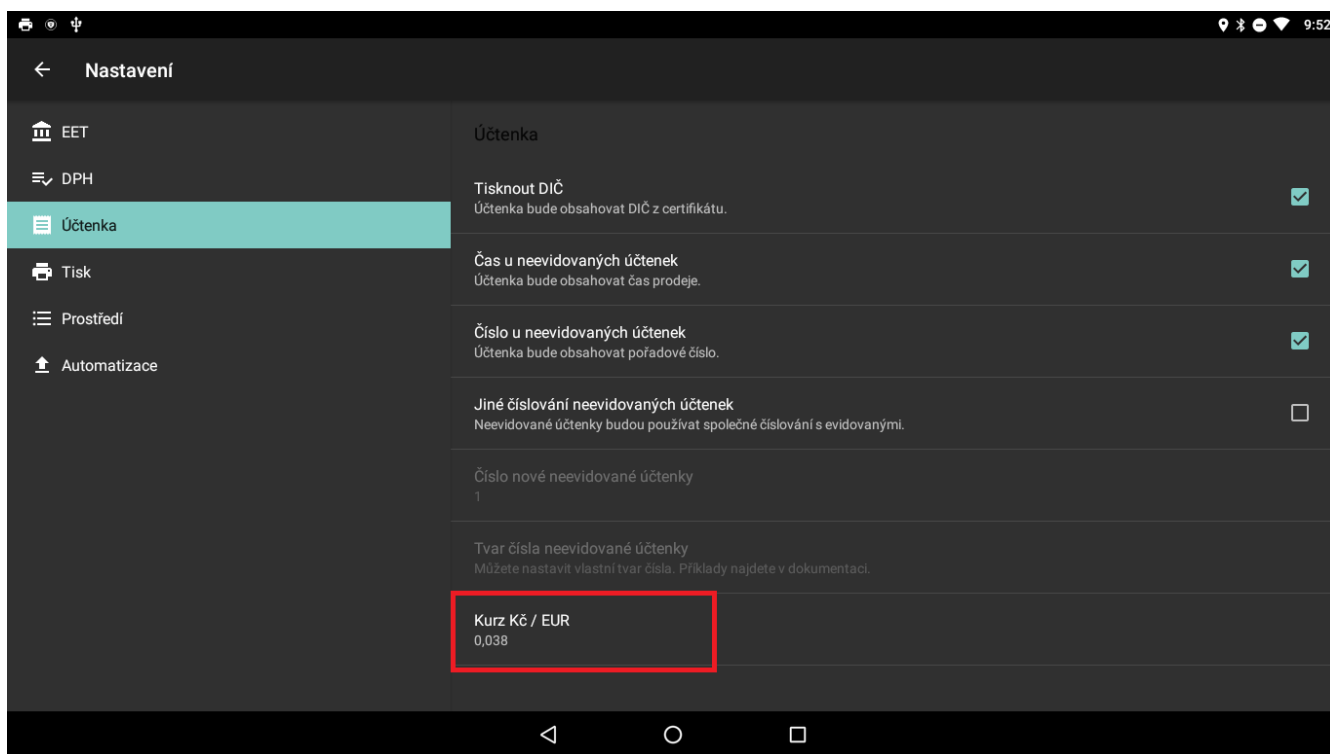 9:52
Nastavení
EET
DPH
Účtenka
Tisk
Prostředí
Automatizace
Účtenka
Tisknout DIČ
Účtenka bude obsahovat DIČ z certifikátu.
Čas u neevidovaných účtenek
Účtenka bude obsahovat čas prodeje.
Číslo u neevidovaných účtenek
Účtenka bude obsahovat pořadové číslo.
Jiné číslování neevidovaných účtenek
Neevidované účtenky budou používat společné číslování s evidovanými.
Číslo nové neevidované účtenky
1
Tvar čísla neevidované účtenky
Můžete nastavit vlastní tvar čísla. Příklady najdete v dokumentaci.
Kurz Kč / EUR
0,038